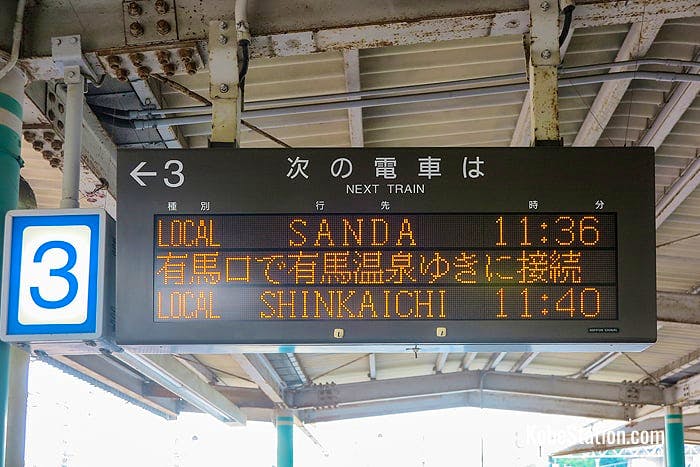 ←3 次の電車は
NEXT TRAIN
種別 行先 時 分
LOCAL SANDA 11:36
有馬口で有馬温泉ゆきに接続
LOCAL SHINKAICHI 11:40
3
KobeStation.com